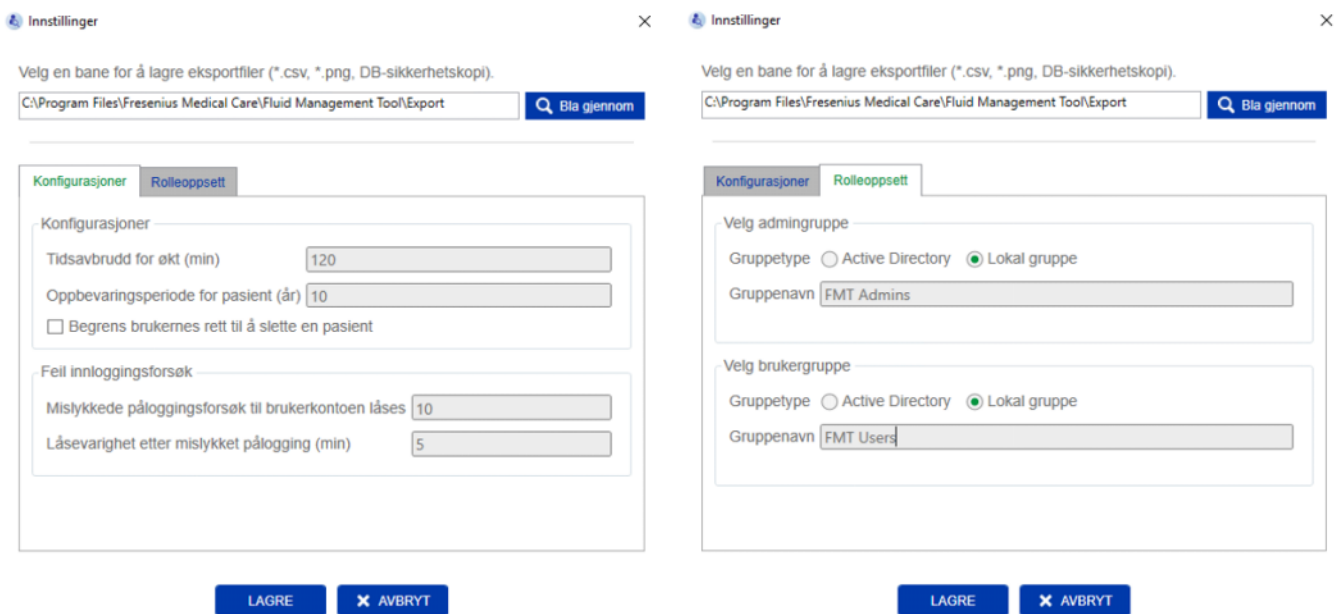 Innstillinger
Velg en bane for å lagre eksportfiler (*.csv, *.png, DB-sikkerhetskopi).
C:\Program Files\Fresenius Medical Care\Fluid Management Tool\Export
Bla gjennom
Konfigurasjoner
Rolleoppsett
Konfigurasjoner
Tidsavbrudd for økt (min) 120
Oppbevaringsperiode for pasient (år) 10
Begrens brukernes rett til å slette en pasient
Feil innloggingsforsøk
Mislykkede påloggingsforsøk til brukerkontoen låses 10
Låsevarighet etter mislykket pålogging (min) 5
LAGRE
AVBRYT
Innstillinger
Velg en bane for å lagre eksportfiler (*.csv, *.png, DB-sikkerhetskopi).
C:\Program Files\Fresenius Medical Care\Fluid Management Tool\Export
Bla gjennom
Konfigurasjoner
Rolleoppsett
Velg admingruppe
Gruppetype Active Directory Lokal gruppe
Gruppenavn FMT Admins
Velg brukergruppe
Gruppetype Active Directory Lokal gruppe
Gruppenavn FMT Users
LAGRE
AVBRYT